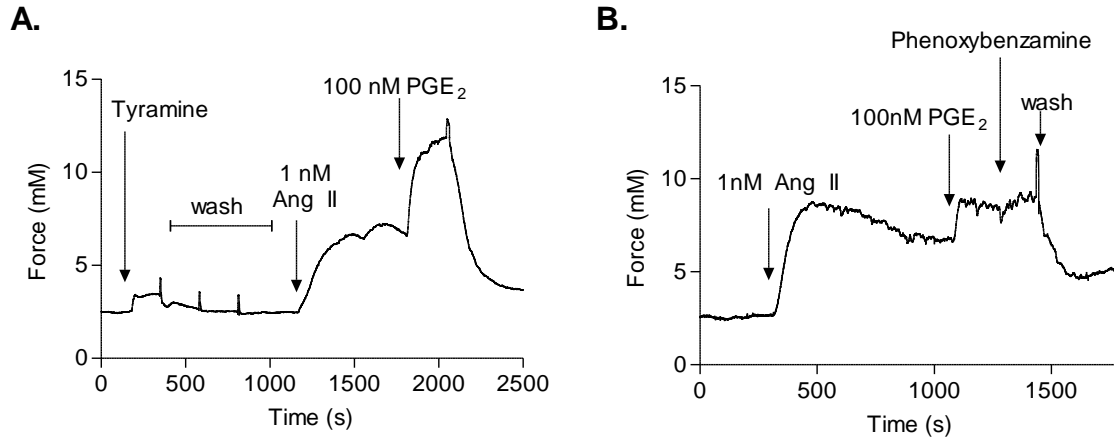 A.
15
10
5
0
Force (mM)
Tyramine
wash
1 nM
Ang II
100 nM PGE2
0 500 1000 1500 2000 2500
Time (s)
B.
15
10
5
0
Force (mM)
1nM Ang II
100nM PGE2
Phenoxybenzamine
wash
0 500 1000 1500
Time (s)